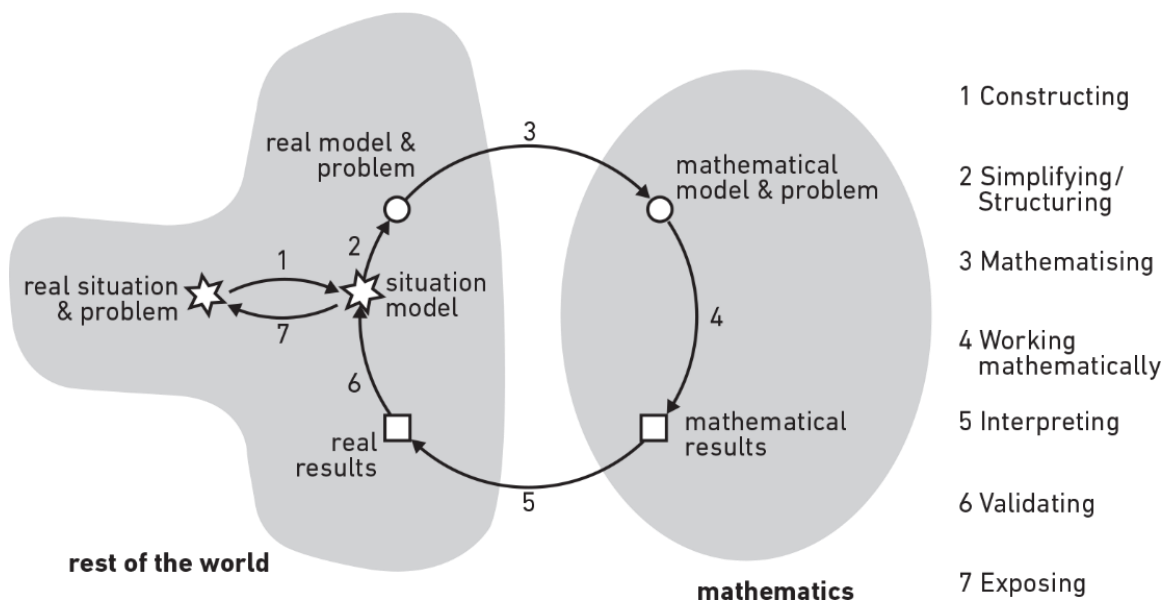 real model &
problem
3
mathematical
model & problem
1
2
real situation
& problem
situation
model
7
4
6
real
results
mathematical
results
5
rest of the world
mathematics
1 Constructing
2 Simplifying/
Structuring
3 Mathematising
4 Working
mathematically
5 Interpreting
6 Validating
7 Exposing